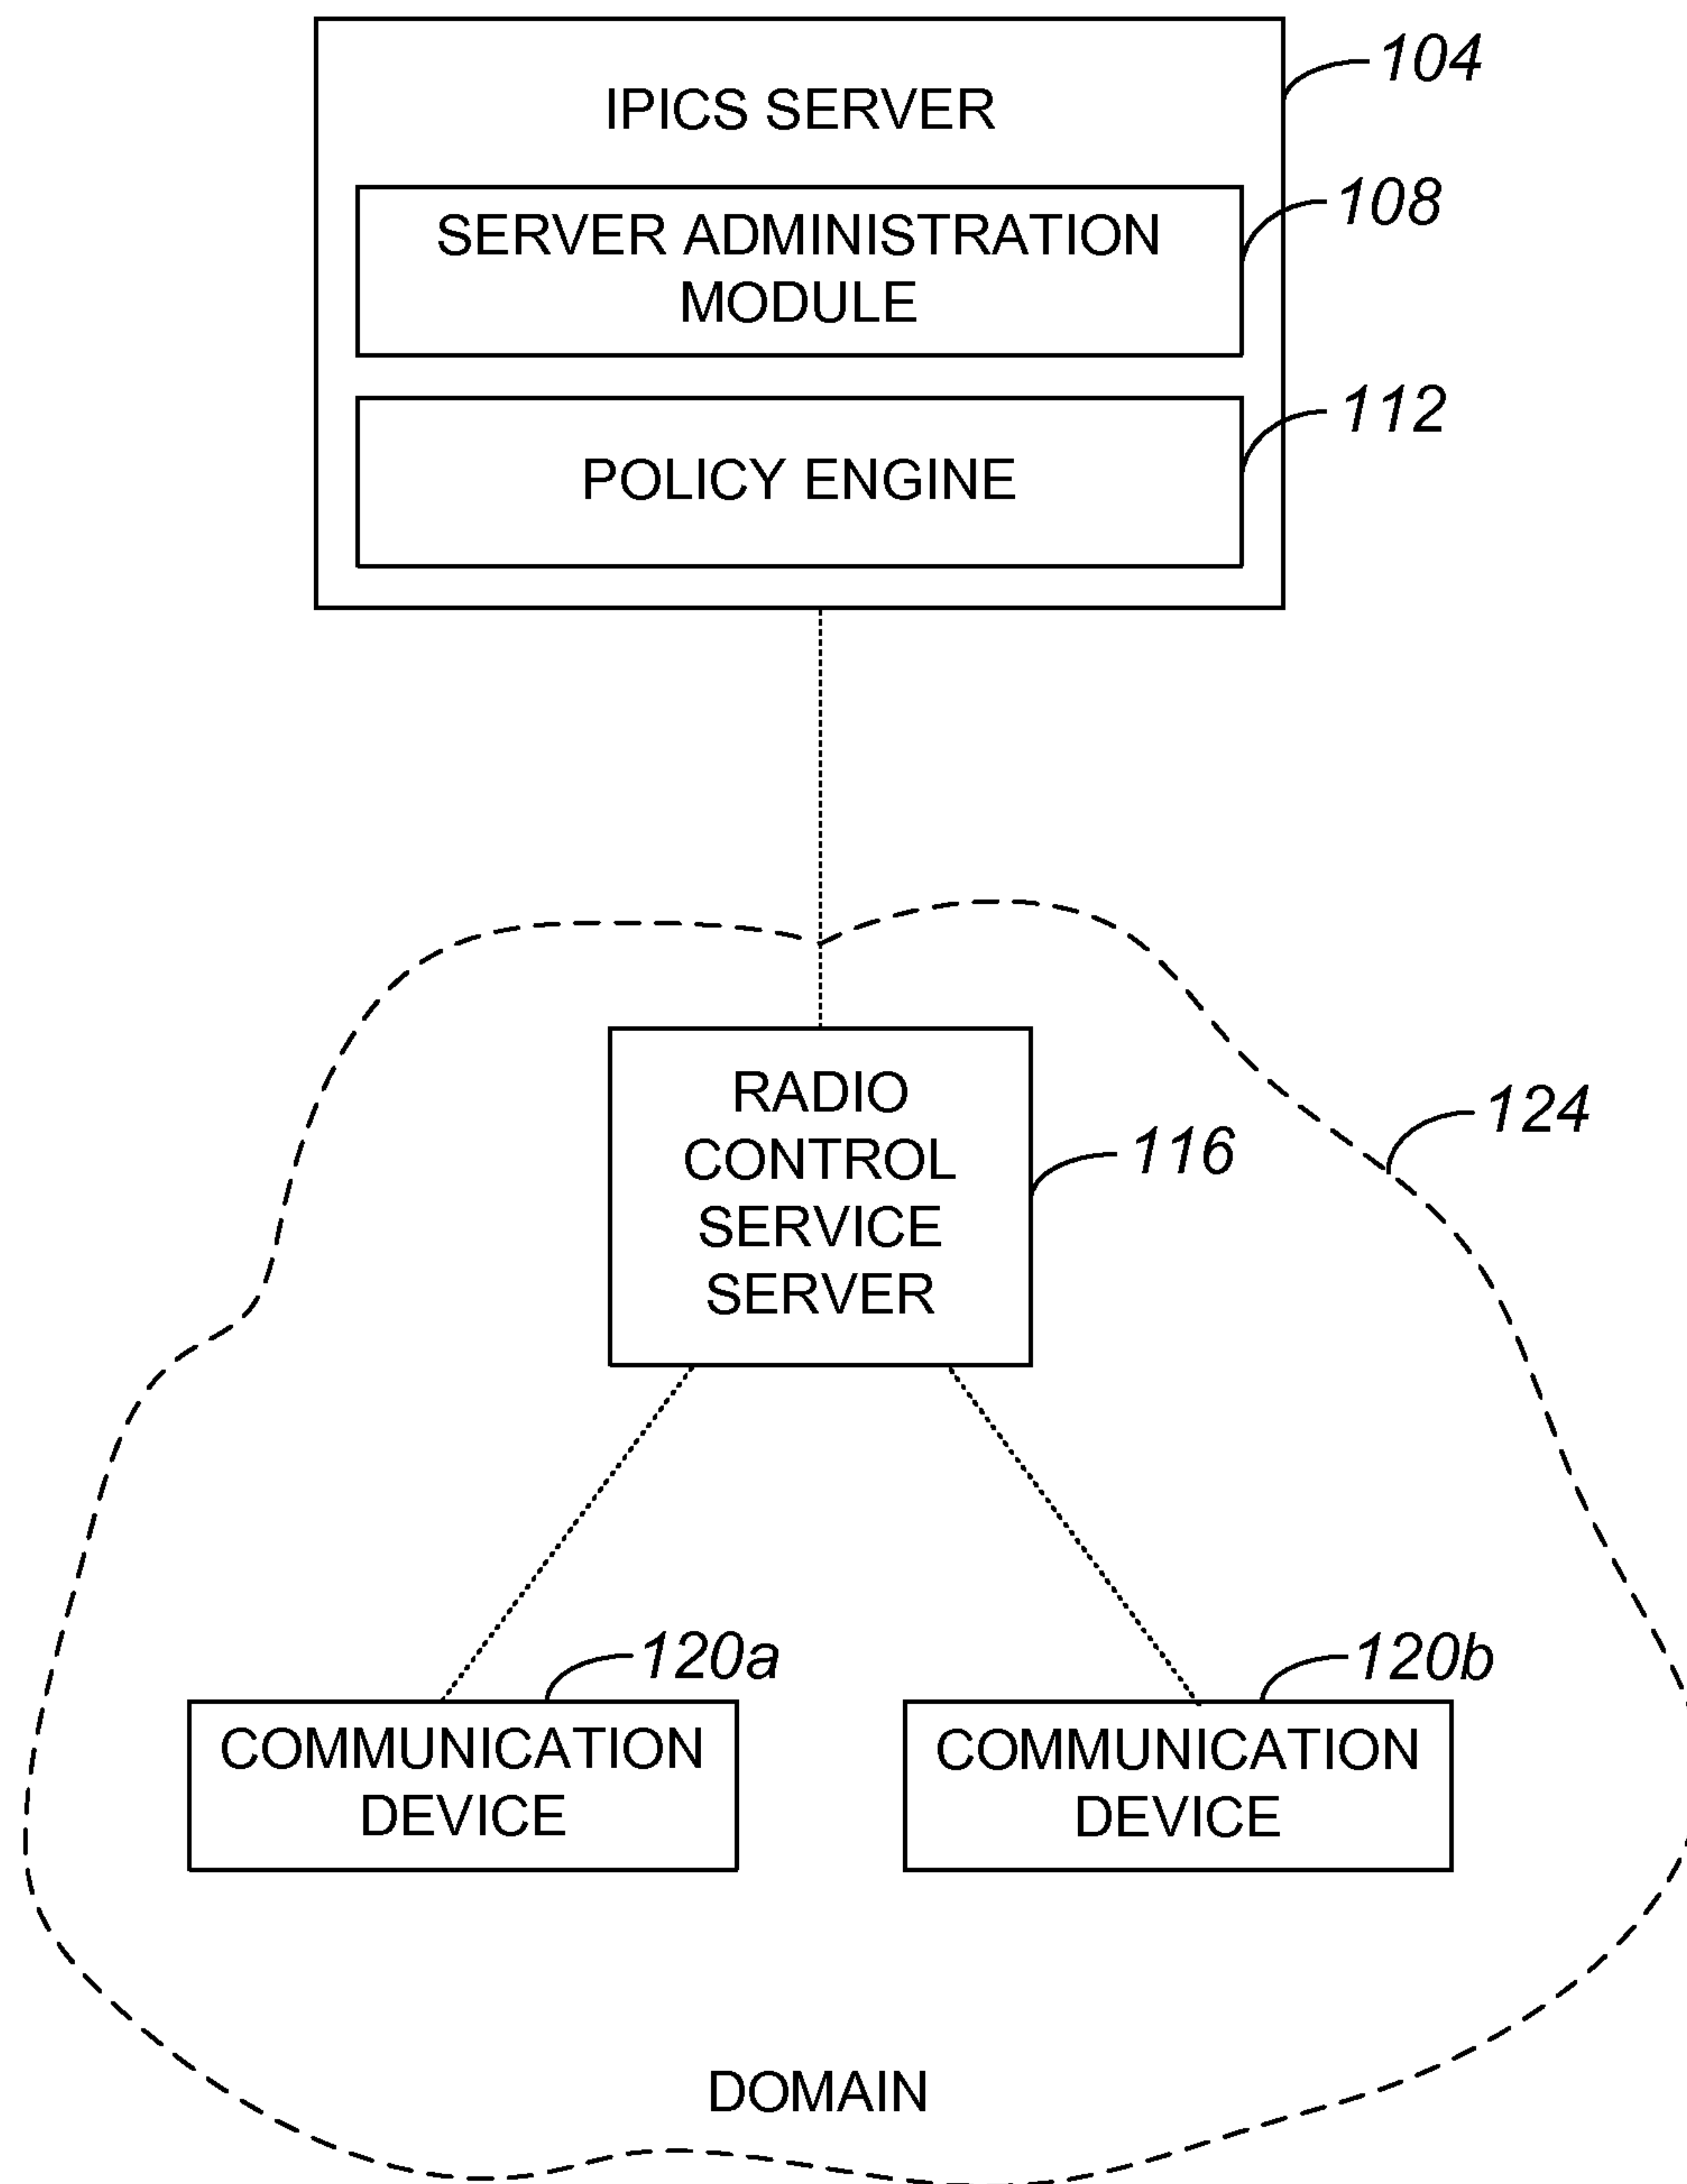 IPICS SERVER
104
SERVER ADMINISTRATION
MODULE
108
POLICY ENGINE
112
RADIO
CONTROL
SERVICE
SERVER
116
124
120a
COMMUNICATION
DEVICE
120b
COMMUNICATION
DEVICE
DOMAIN